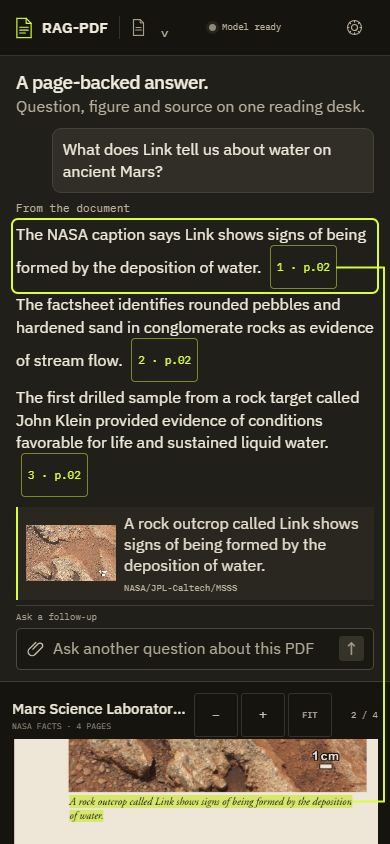 RAG-PDF
Model ready
A page-backed answer.
Question, figure and source on one reading desk.
What does Link tell us about water on
ancient Mars?
From the document
The NASA caption says Link shows signs of being
formed by the deposition of water. 1 · p.02
The factsheet identifies rounded pebbles and
hardened sand in conglomerate rocks as evidence
of stream flow. 2 · p.02
The first drilled sample from a rock target called
John Klein provided evidence of conditions
favorable for life and sustained liquid water.
3 · p.02
A rock outcrop called Link shows
signs of being formed by the
deposition of water.
NASA/JPL-Caltech/MSSS
Ask a follow-up
Ask another question about this PDF
Mars Science Laborator... − + FIT 2 / 4
NASA FACTS · 4 PAGES
1 cm
A rock outcrop called Link shows signs of being formed by the deposition
of water.